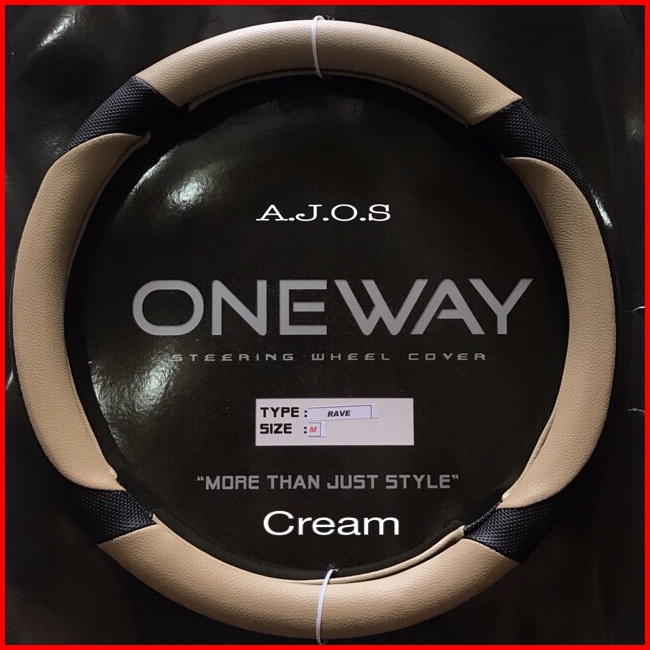 A.J.O.S
ONEWAY
STEERING WHEEL COVER
TYPE : RAVE
SIZE : M
"MORE THAN JUST STYLE"
Cream